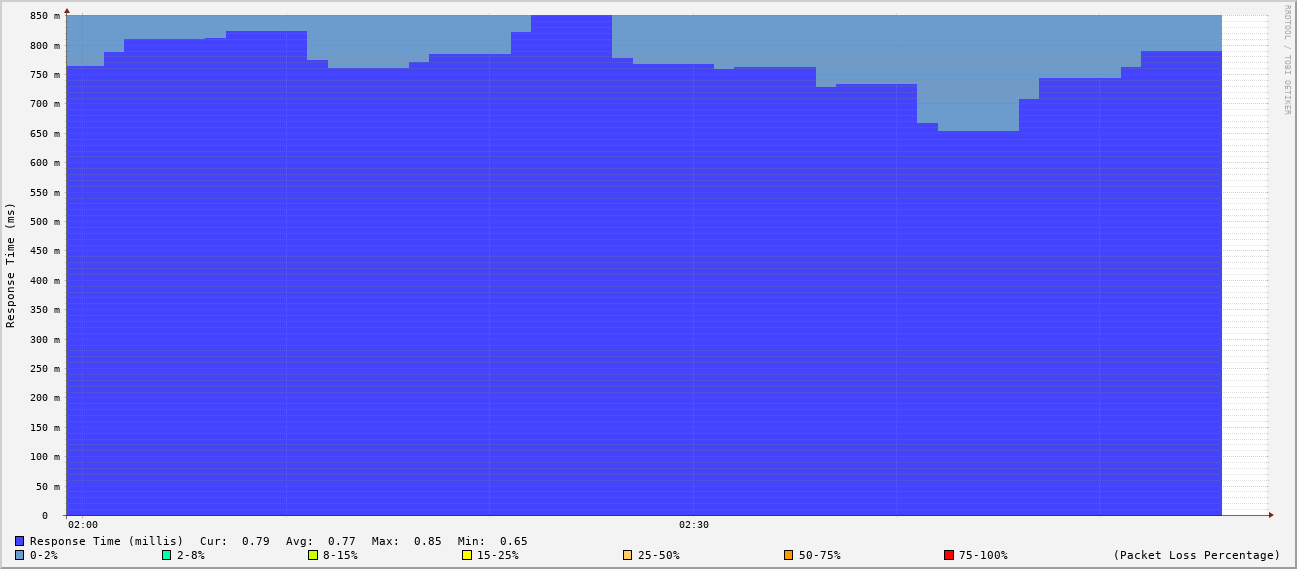 RRDTOOL / TOBI OETIKER
Response Time (ms)
850 m
800 m
750 m
700 m
650 m
600 m
550 m
500 m
450 m
400 m
350 m
300 m
250 m
200 m
150 m
100 m
50 m
0
02:00 02:30
Response Time (millis) Cur: 0.79 Avg: 0.77 Max: 0.85 Min: 0.65
0-2% 2-8% 8-15% 15-25% 25-50% 50-75% 75-100% (Packet Loss Percentage)